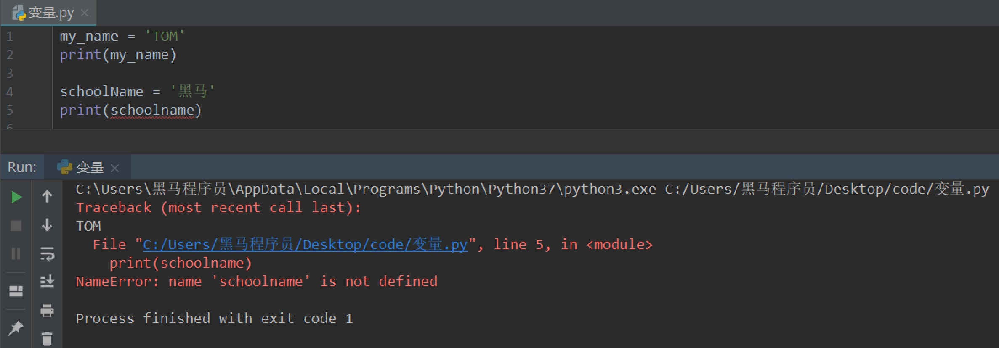 变量.py
1 my_name = 'TOM'
2 print(my_name)
3
4 schoolName = '黑马'
5 print(schoolname)
6
Run: 变量
C:\Users\黑马程序员\AppData\Local\Programs\Python\Python37\python3.exe C:/Users/黑马程序员/Desktop/code/变量.py
Traceback (most recent call last):
TOM
  File "C:/Users/黑马程序员/Desktop/code/变量.py", line 5, in <module>
    print(schoolname)
NameError: name 'schoolname' is not defined
Process finished with exit code 1